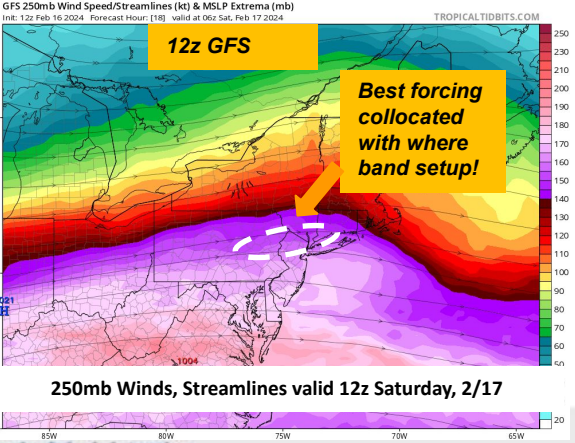 GFS 250mb Wind Speed/Streamlines (kt) & MSLP Extrema (mb)
Init: 12z Feb 16 2024 Forecast Hour: [18] valid at 06z Sat, Feb 17 2024
TROPICALTIDBITS.COM
12z GFS
Best forcing
collocated
with where
band setup!
250
230
220
210
200
190
180
170
160
150
140
130
120
110
100
90
80
70
60
50
20
021
H
1004
250mb Winds, Streamlines valid 12z Saturday, 2/17
85W
80W
75W
70W
65W